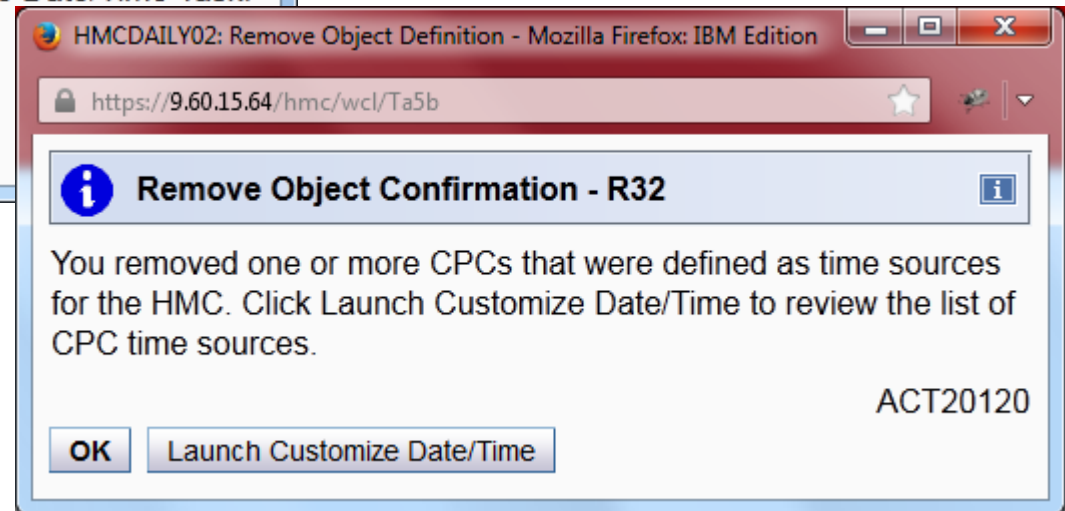 HMCDAILY02: Remove Object Definition - Mozilla Firefox: IBM Edition
https://9.60.15.64/hmc/wcl/Ta5b
Remove Object Confirmation - R32
You removed one or more CPCs that were defined as time sources
for the HMC. Click Launch Customize Date/Time to review the list of
CPC time sources.
ACT20120
OK Launch Customize Date/Time